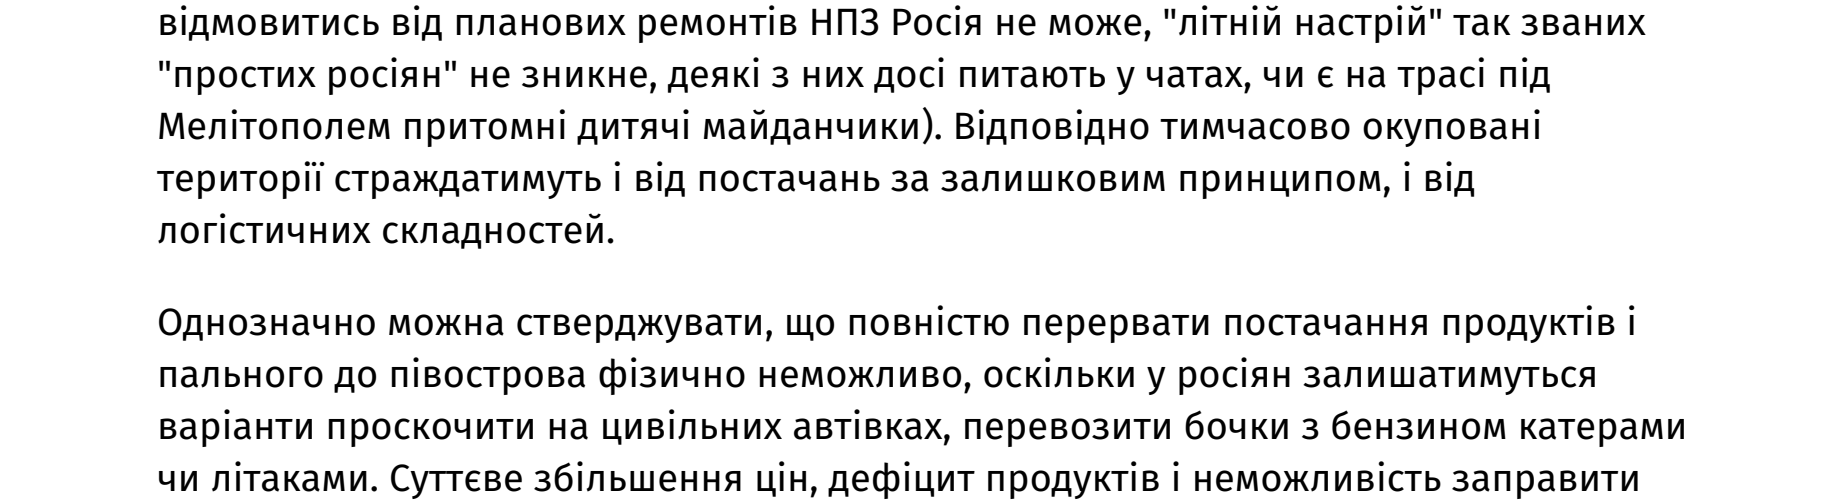 відмовитись від планових ремонтів НПЗ Росія не може, "літній настрій" так званих
"простих росіян" не зникне, деякі з них досі питають у чатах, чи є на трасі під
Мелітополем притомні дитячі майданчики). Відповідно тимчасово окуповані
території страждатимуть і від постачань за залишковим принципом, і від
логістичних складностей.
Однозначно можна стверджувати, що повністю перервати постачання продуктів і
пального до півострова фізично неможливо, оскільки у росіян залишатимуться
варіанти проскочити на цивільних автівках, перевозити бочки з бензином катерами
чи літаками. Суттєве збільшення цін, дефіцит продуктів і неможливість заправити